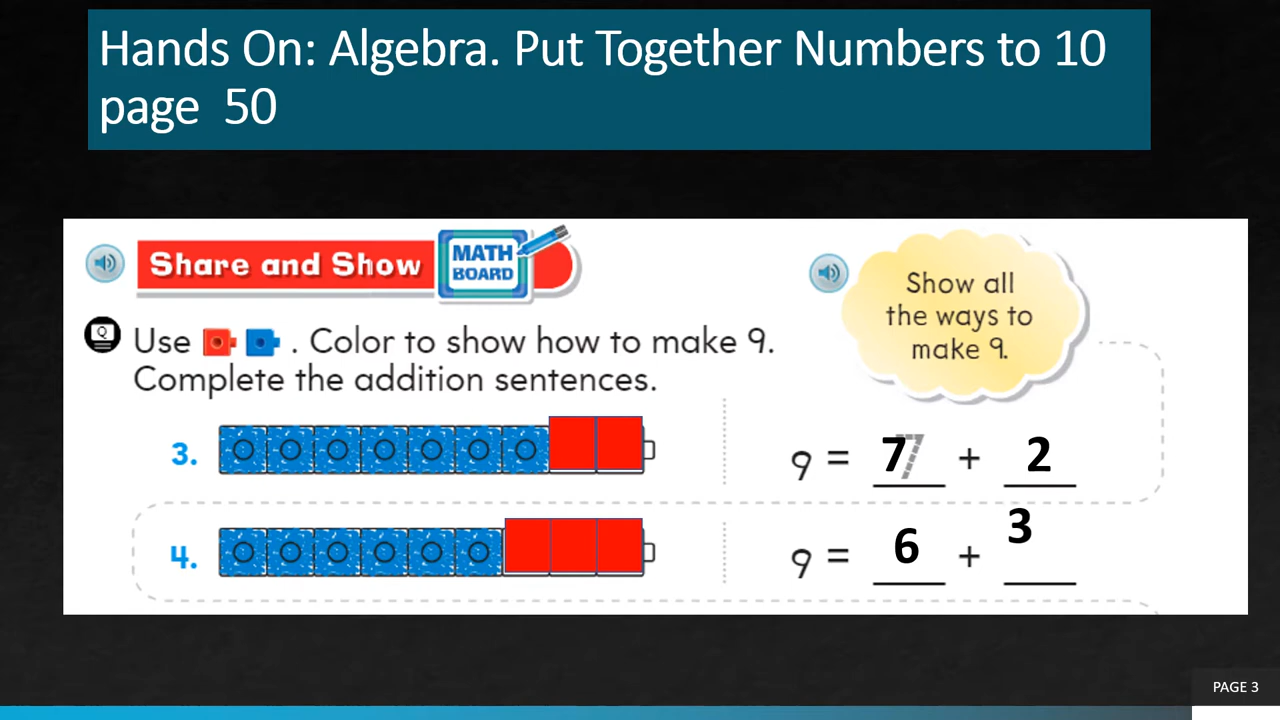 Hands On: Algebra. Put Together Numbers to 10
page 50
Share and Show
MATH
BOARD
Show all
the ways to
make 9.
Q
Use . Color to show how to make 9.
Complete the addition sentences.
3.
9 = 7 7 + 2
4.
9 = 6 + 3
PAGE 3